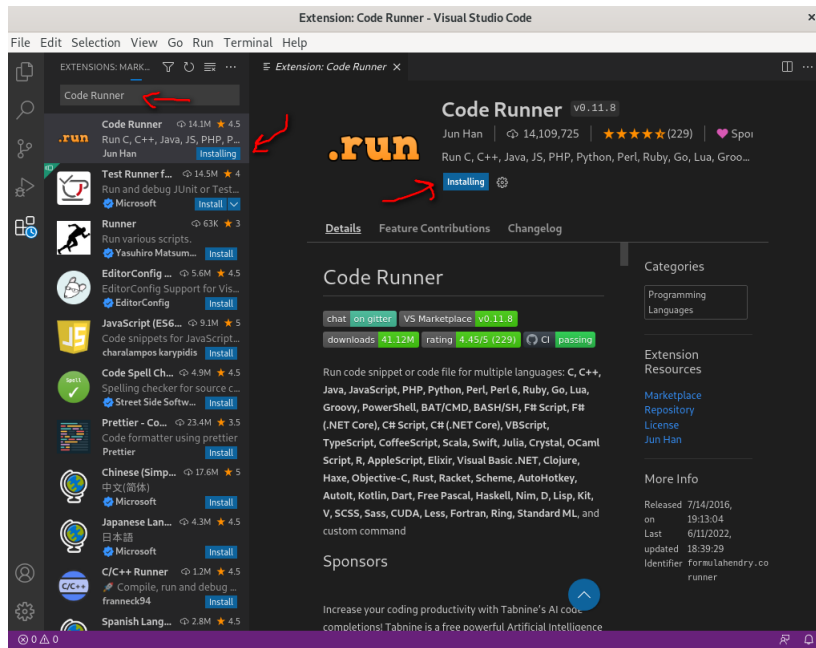 Extension: Code Runner - Visual Studio Code
File Edit Selection View Go Run Terminal Help
EXTENSIONS: MARK...
Extension: Code Runner
Code Runner
Code Runner 14.1M 4.5
Run C, C++, Java, JS, PHP, P...
Jun Han Installing
Test Runner f... 14.5M 4
Run and debug JUnit or Test...
Microsoft Install
Runner 63K 3
Run various scripts.
Yasuhiro Matsum... Install
EditorConfig ... 5.6M 4.5
EditorConfig Support for Vis...
EditorConfig Install
JS
JavaScript (ES6... 9.1M 5
Code snippets for JavaScript...
charalampos karypidis Install
Spell
Code Spell Ch... 4.9M 4.5
Spelling checker for source c...
Street Side Softw... Install
Prettier - Co... 23.4M 3.5
Code formatter using prettier
Prettier Install
Chinese (Simp... 17.6M 5
中文(简体)
Microsoft Install
Japanese Lan... 4.3M 4.5
日本語
Microsoft Install
C/C++
C/C++ Runner 1.2M 4.5
Compile, run and debug ...
franneck94 Install
Spanish Lang... 2.8M 4.5
.run
.run
Code Runner v0.11.8
Jun Han 14,109,725 (229) Spo
Run C, C++, Java, JS, PHP, Python, Perl, Ruby, Go, Lua, Groo...
Installing
Details Feature Contributions Changelog
Code Runner
chat on gitter VS Marketplace v0.11.8
downloads 41.12M rating 4.45/5 (229) CI passing
Run code snippet or code file for multiple languages: C, C++,
Java, JavaScript, PHP, Python, Perl, Perl 6, Ruby, Go, Lua,
Groovy, PowerShell, BAT/CMD, BASH/SH, F# Script, F#
(.NET Core), C# Script, C# (.NET Core), VBScript,
TypeScript, CoffeeScript, Scala, Swift, Julia, Crystal, OCaml
Script, R, AppleScript, Elixir, Visual Basic .NET, Clojure,
Haxe, Objective-C, Rust, Racket, Scheme, AutoHotkey,
AutoIt, Kotlin, Dart, Free Pascal, Haskell, Nim, D, Lisp, Kit,
V, SCSS, Sass, CUDA, Less, Fortran, Ring, Standard ML, and
custom command
Sponsors
Increase your coding productivity with Tabnine's AI code
completions! Tabnine is a free powerful Artificial Intelligence
Categories
Programming
Languages
Extension
Resources
Marketplace
Repository
License
Jun Han
More Info
Released 7/14/2016,
on 19:13:04
Last 6/11/2022,
updated 18:39:29
Identifier formulahendry.co
runner
0 0